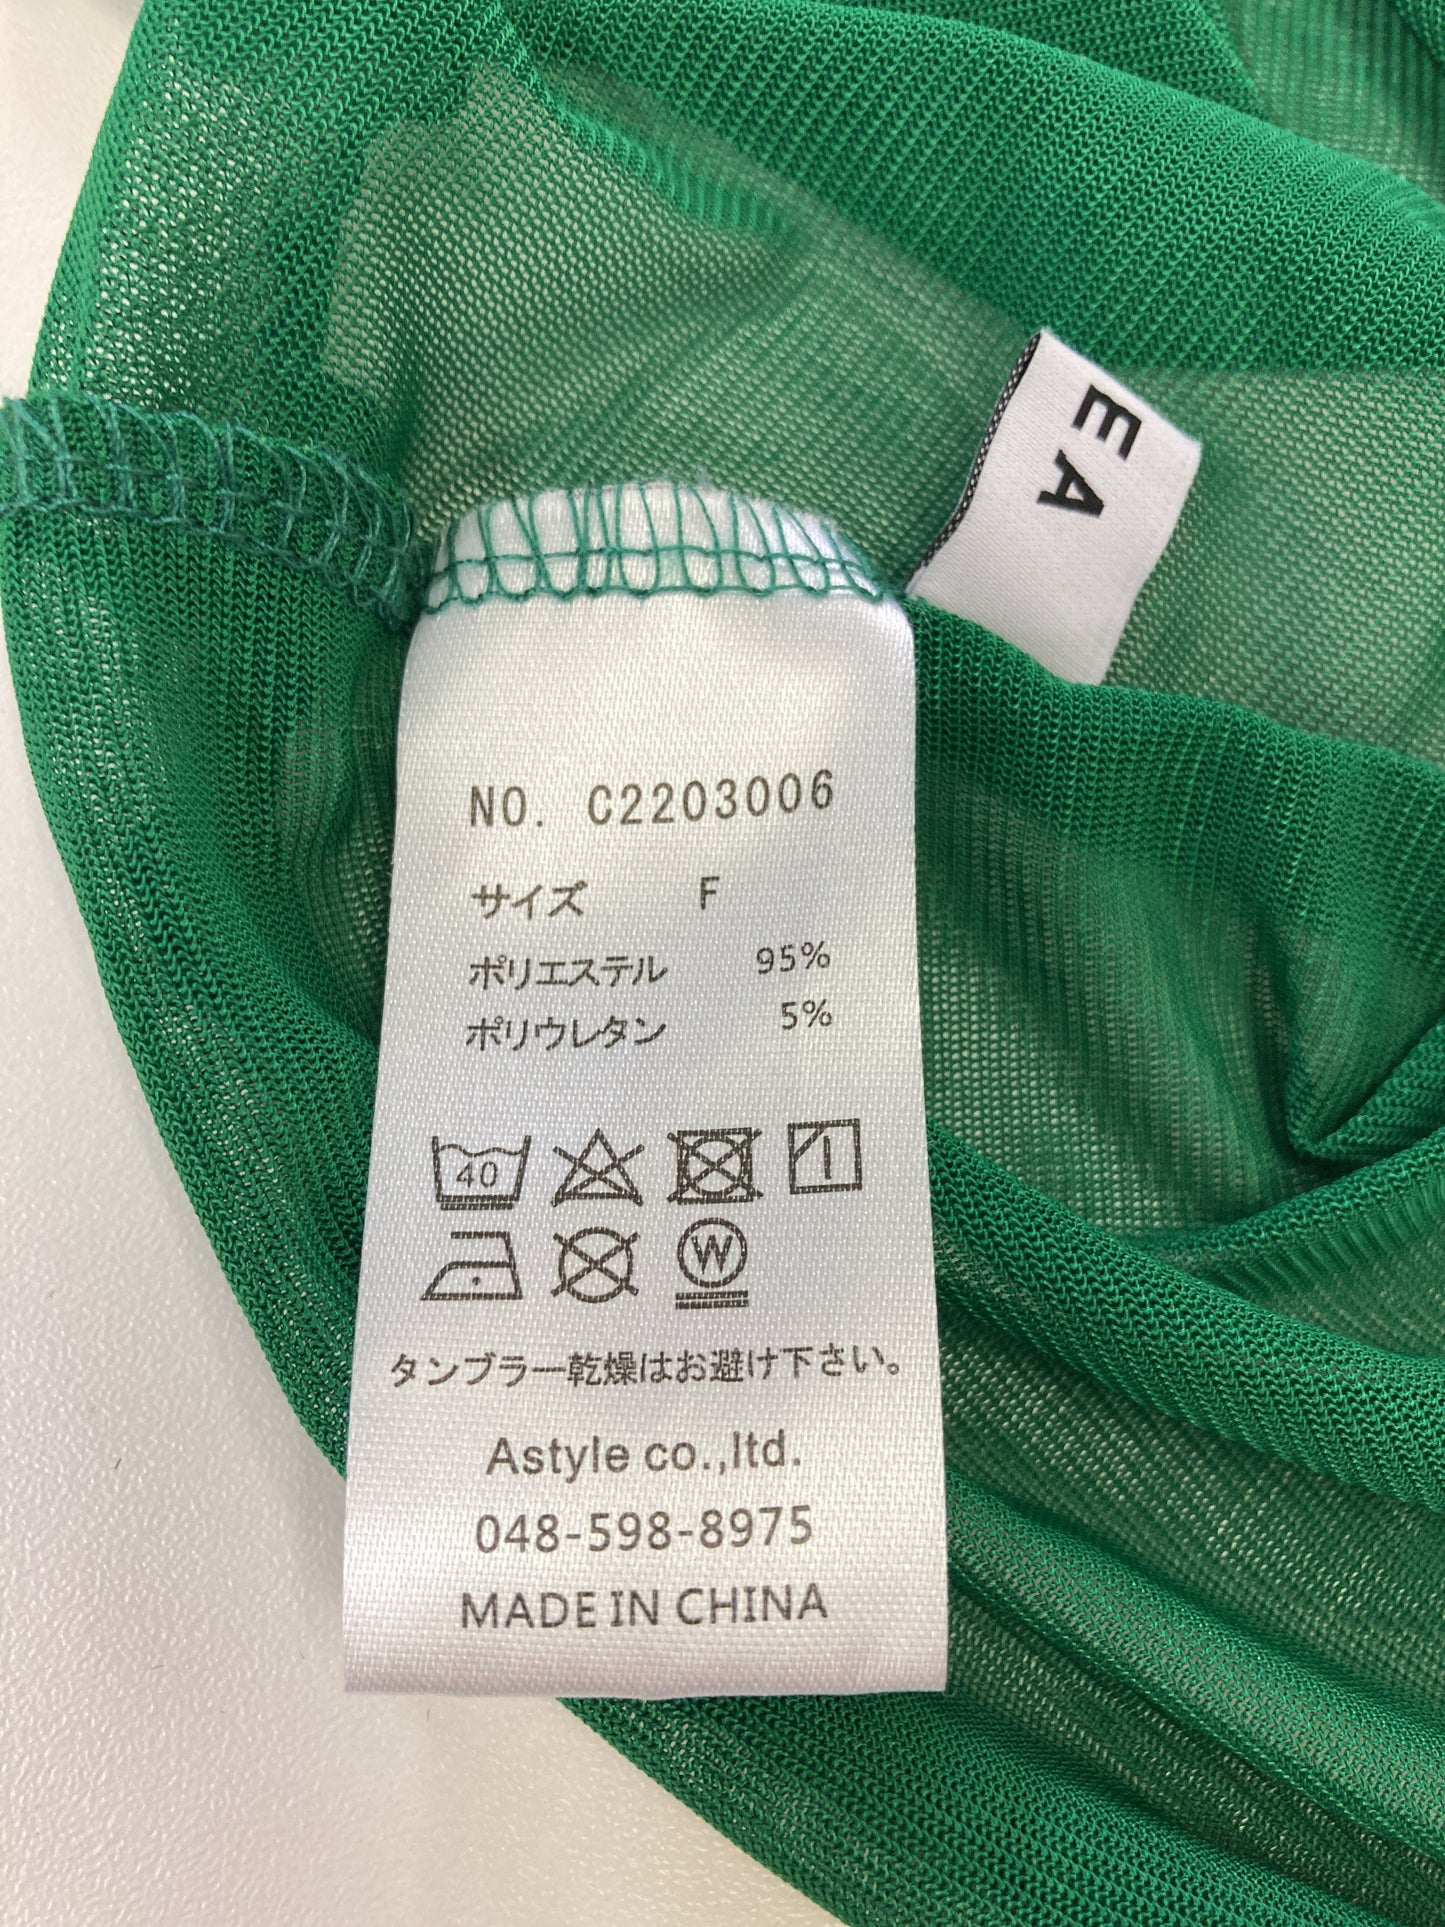 EA
NO. C2203006
サイズ F
ポリエステル 95%
ポリウレタン 5%
40
W
タンブラー乾燥はお避け下さい。
Astyle co.,ltd.
048-598-8975
MADE IN CHINA